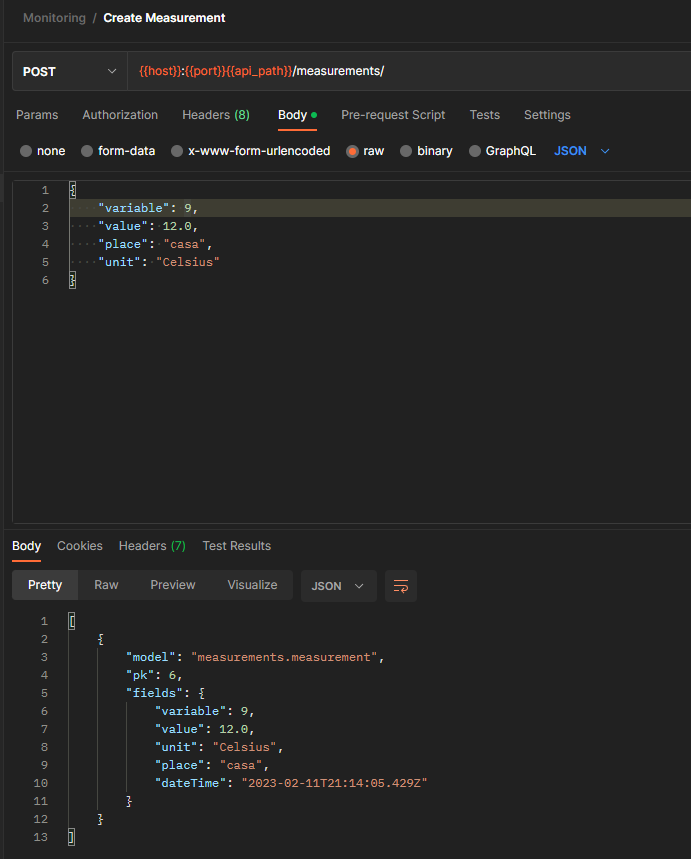 Monitoring / Create Measurement
POST {{host}}:{{port}}{{api_path}}/measurements/
Params Authorization Headers (8) Body Pre-request Script Tests Settings
none form-data x-www-form-urlencoded raw binary GraphQL JSON
1 {
2 "variable": 9,
3 "value": 12.0,
4 "place": "casa",
5 "unit": "Celsius"
6 }
Body Cookies Headers (7) Test Results
Pretty Raw Preview Visualize JSON
1 [
2 {
3 "model": "measurements.measurement",
4 "pk": 6,
5 "fields": {
6 "variable": 9,
7 "value": 12.0,
8 "unit": "Celsius",
9 "place": "casa",
10 "dateTime": "2023-02-11T21:14:05.429Z"
11 }
12 }
13 ]